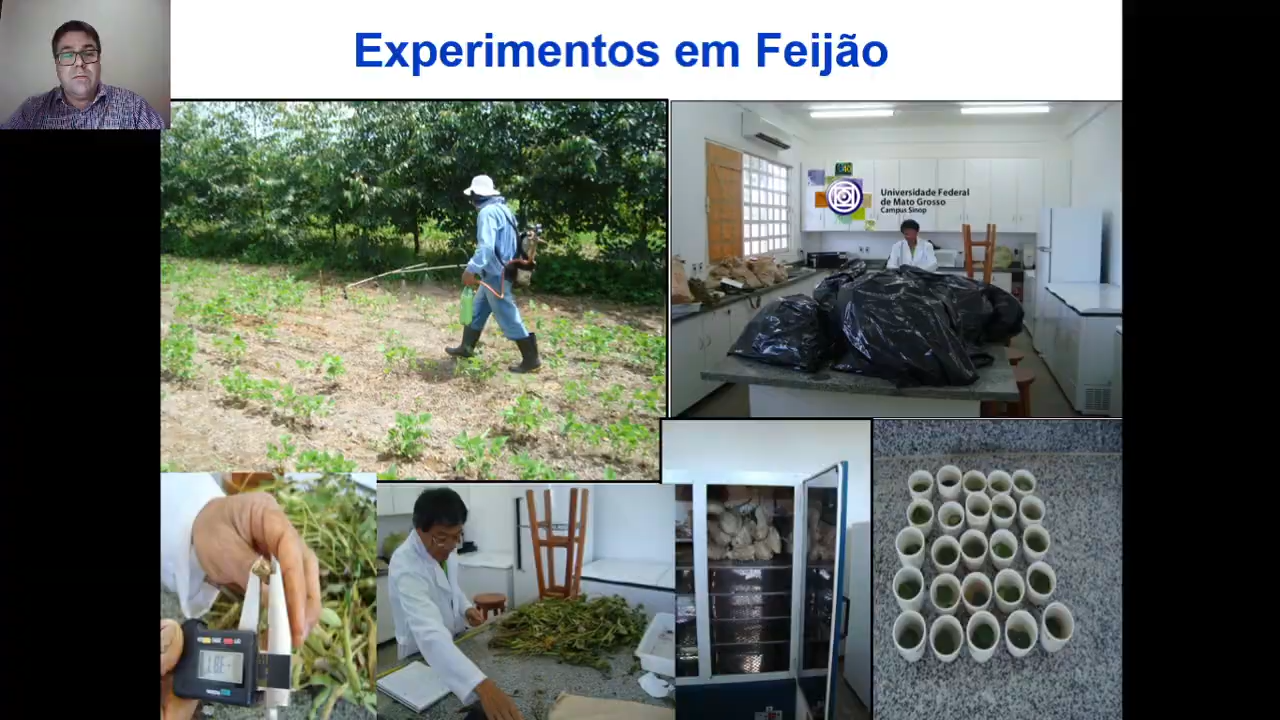 Experimentos em Feijão
Universidade Federal
de Mato Grosso
Campus Sinop